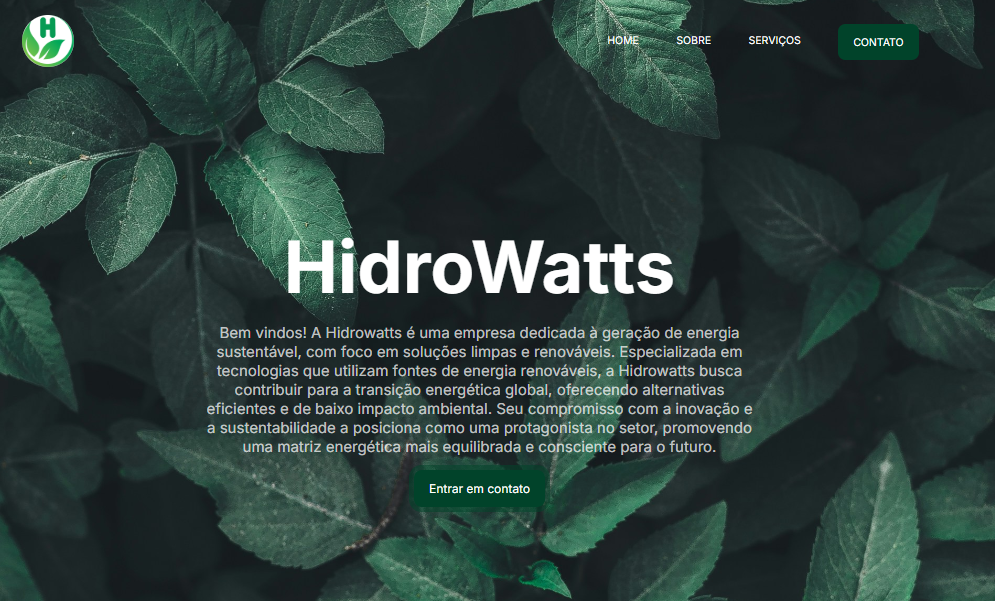 H
HOME
SOBRE
SERVIÇOS
CONTATO
HidroWatts
Bem vindos! A Hidrowatts é uma empresa dedicada à geração de energia
sustentável, com foco em soluções limpas e renováveis. Especializada em
tecnologias que utilizam fontes de energia renováveis, a Hidrowatts busca
contribuir para a transição energética global, oferecendo alternativas
eficientes e de baixo impacto ambiental. Seu compromisso com a inovação e
a sustentabilidade a posiciona como uma protagonista no setor, promovendo
uma matriz energética mais equilibrada e consciente para o futuro.
Entrar em contato